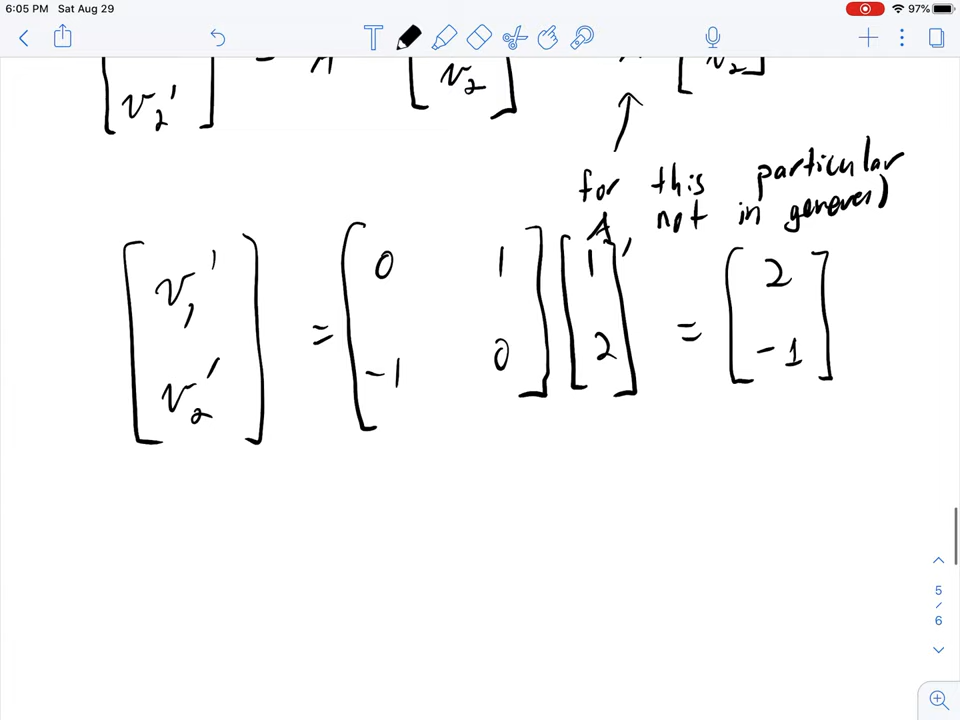 6:05 PM Sat Aug 29 97%
T
v₂' = A v₂ v₂
for this particular
A, not in general)
[v₁' v₂'] = [0 1 -1 0] [1 2] = [2 -1]
5
/
6